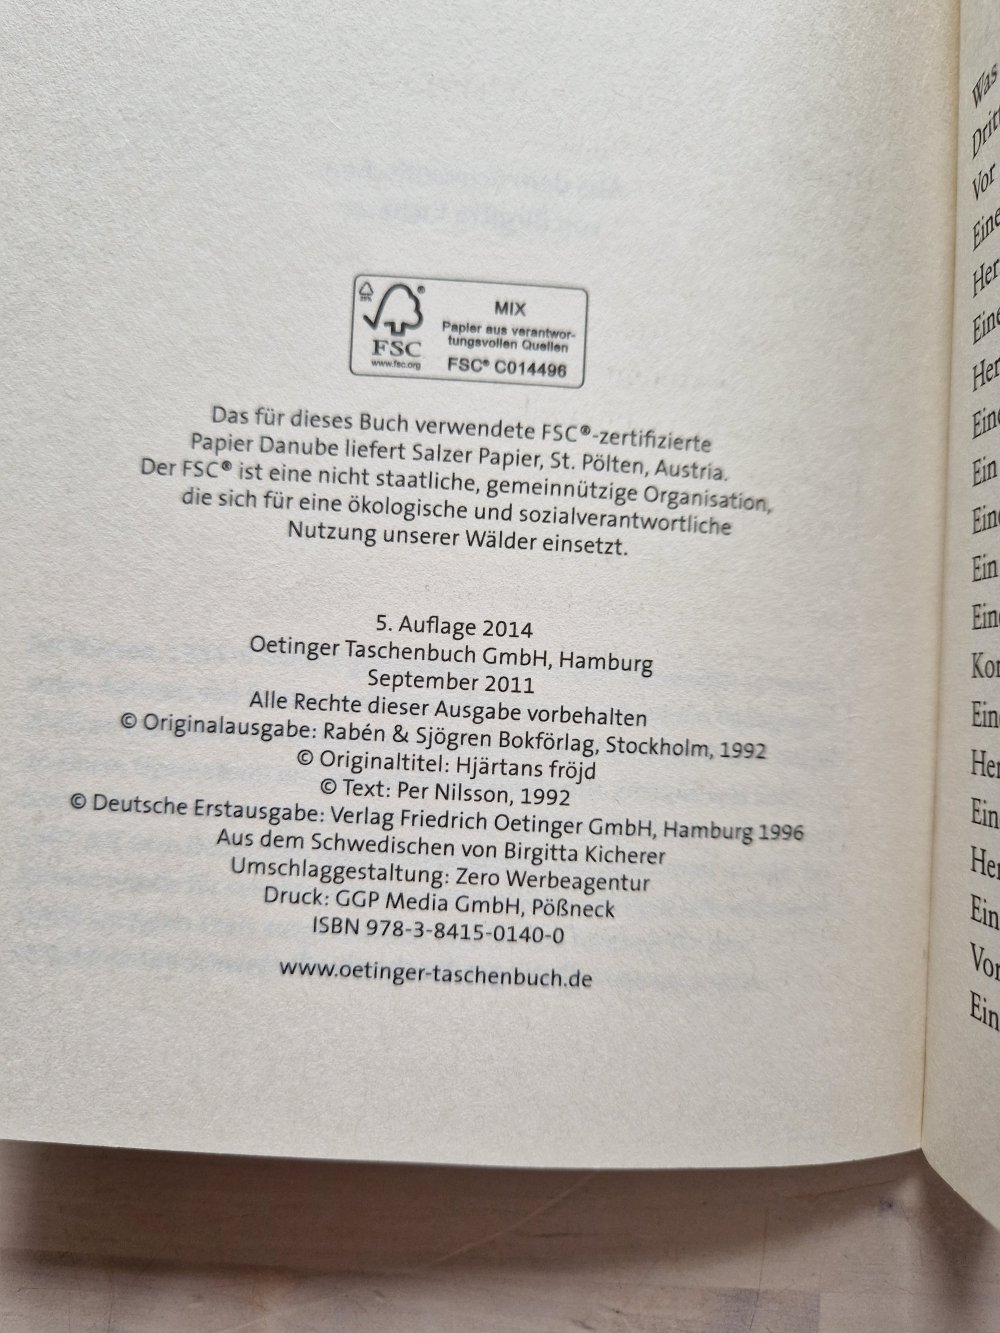 MIX
Papier aus verantwor-
tungsvollen Quellen
FSC® C014496
FSC
www.fsc.org
Das für dieses Buch verwendete FSC®-zertifizierte
Papier Danube liefert Salzer Papier, St. Pölten, Austria.
Der FSC® ist eine nicht staatliche, gemeinnützige Organisation,
die sich für eine ökologische und sozialverantwortliche
Nutzung unserer Wälder einsetzt.
5. Auflage 2014
Oetinger Taschenbuch GmbH, Hamburg
September 2011
Alle Rechte dieser Ausgabe vorbehalten
© Originalausgabe: Rabén & Sjögren Bokförlag, Stockholm, 1992
© Originaltitel: Hjärtans fröjd
© Text: Per Nilsson, 1992
© Deutsche Erstausgabe: Verlag Friedrich Oetinger GmbH, Hamburg 1996
Aus dem Schwedischen von Birgitta Kicherer
Umschlaggestaltung: Zero Werbeagentur
Druck: GGP Media GmbH, Pößneck
ISBN 978-3-8415-0140-0
www.oetinger-taschenbuch.de
Was
Vor
Ein
Ein